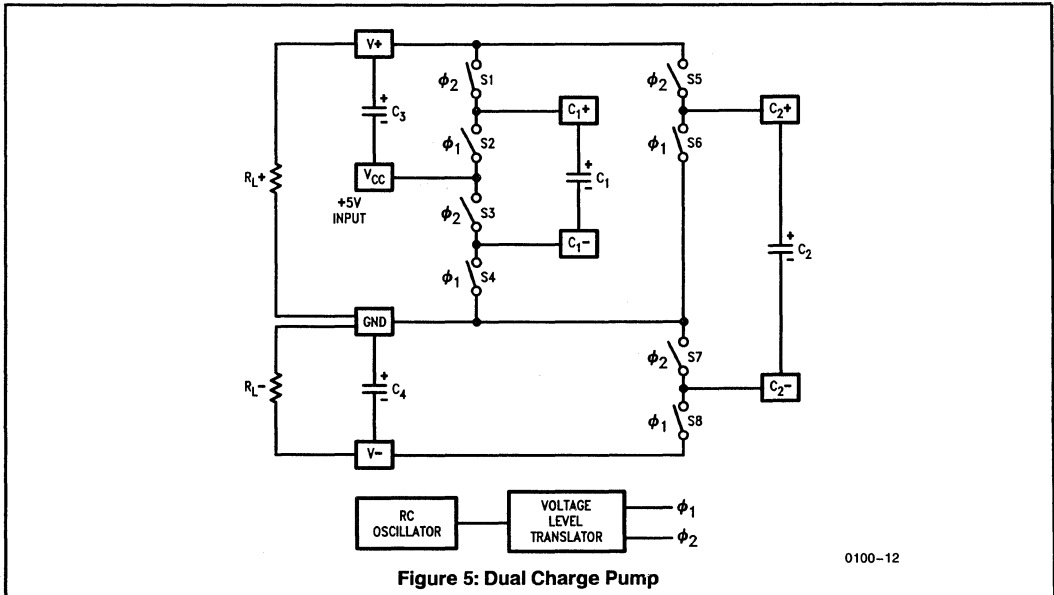 V+
ϕ2 S1
ϕ2 S5
+ C3 -
C1+
C2+
ϕ1 S2
ϕ1 S6
RL+
VCC
+5V
INPUT
+ C1 -
ϕ2 S3
C1-
+ C2 -
ϕ1 S4
GND
ϕ2 S7
RL-
+ C4 -
C2-
ϕ1 S8
V-
RC
OSCILLATOR
VOLTAGE
LEVEL
TRANSLATOR
ϕ1
ϕ2
0100-12
Figure 5: Dual Charge Pump